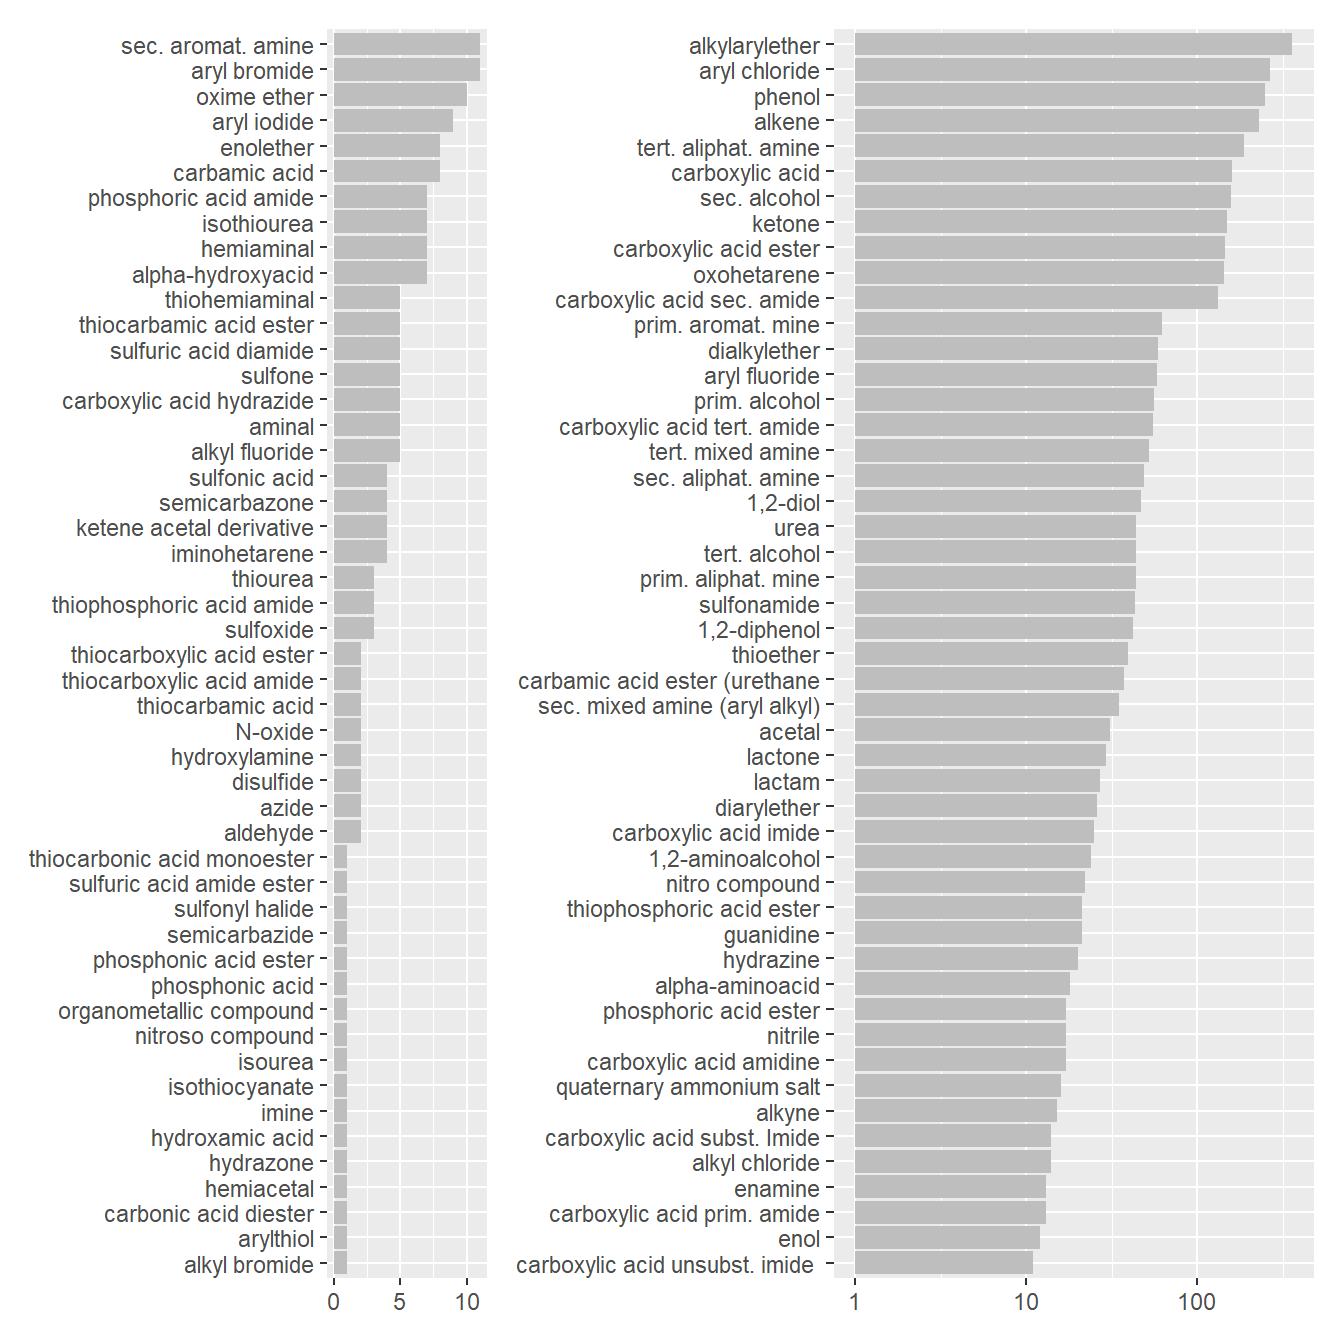 sec. aromat. amine
aryl bromide
oxime ether
aryl iodide
enolether
carbamic acid
phosphoric acid amide
isothiourea
hemiaminal
alpha-hydroxyacid
thiohemiaminal
thiocarbamic acid ester
sulfuric acid diamide
sulfone
carboxylic acid hydrazide
aminal
alkyl fluoride
sulfonic acid
semicarbazone
ketene acetal derivative
iminohetarene
thiourea
thiophosphoric acid amide
sulfoxide
thiocarboxylic acid ester
thiocarboxylic acid amide
thiocarbamic acid
N-oxide
hydroxylamine
disulfide
azide
aldehyde
thiocarbonic acid monoester
sulfuric acid amide ester
sulfonyl halide
semicarbazide
phosphonic acid ester
phosphonic acid
organometallic compound
nitroso compound
isourea
isothiocyanate
imine
hydroxamic acid
hydrazone
hemiacetal
carbonic acid diester
arylthiol
alkyl bromide
0 5 10
alkylarylether
aryl chloride
phenol
alkene
tert. aliphat. amine
carboxylic acid
sec. alcohol
ketone
carboxylic acid ester
oxohetarene
carboxylic acid sec. amide
prim. aromat. mine
dialkylether
aryl fluoride
prim. alcohol
carboxylic acid tert. amide
tert. mixed amine
sec. aliphat. amine
1,2-diol
urea
tert. alcohol
prim. aliphat. mine
sulfonamide
1,2-diphenol
thioether
carbamic acid ester (urethane
sec. mixed amine (aryl alkyl)
acetal
lactone
lactam
diarylether
carboxylic acid imide
1,2-aminoalcohol
nitro compound
thiophosphoric acid ester
guanidine
hydrazine
alpha-aminoacid
phosphoric acid ester
nitrile
carboxylic acid amidine
quaternary ammonium salt
alkyne
carboxylic acid subst. Imide
alkyl chloride
enamine
carboxylic acid prim. amide
enol
carboxylic acid unsubst. imide
1 10 100